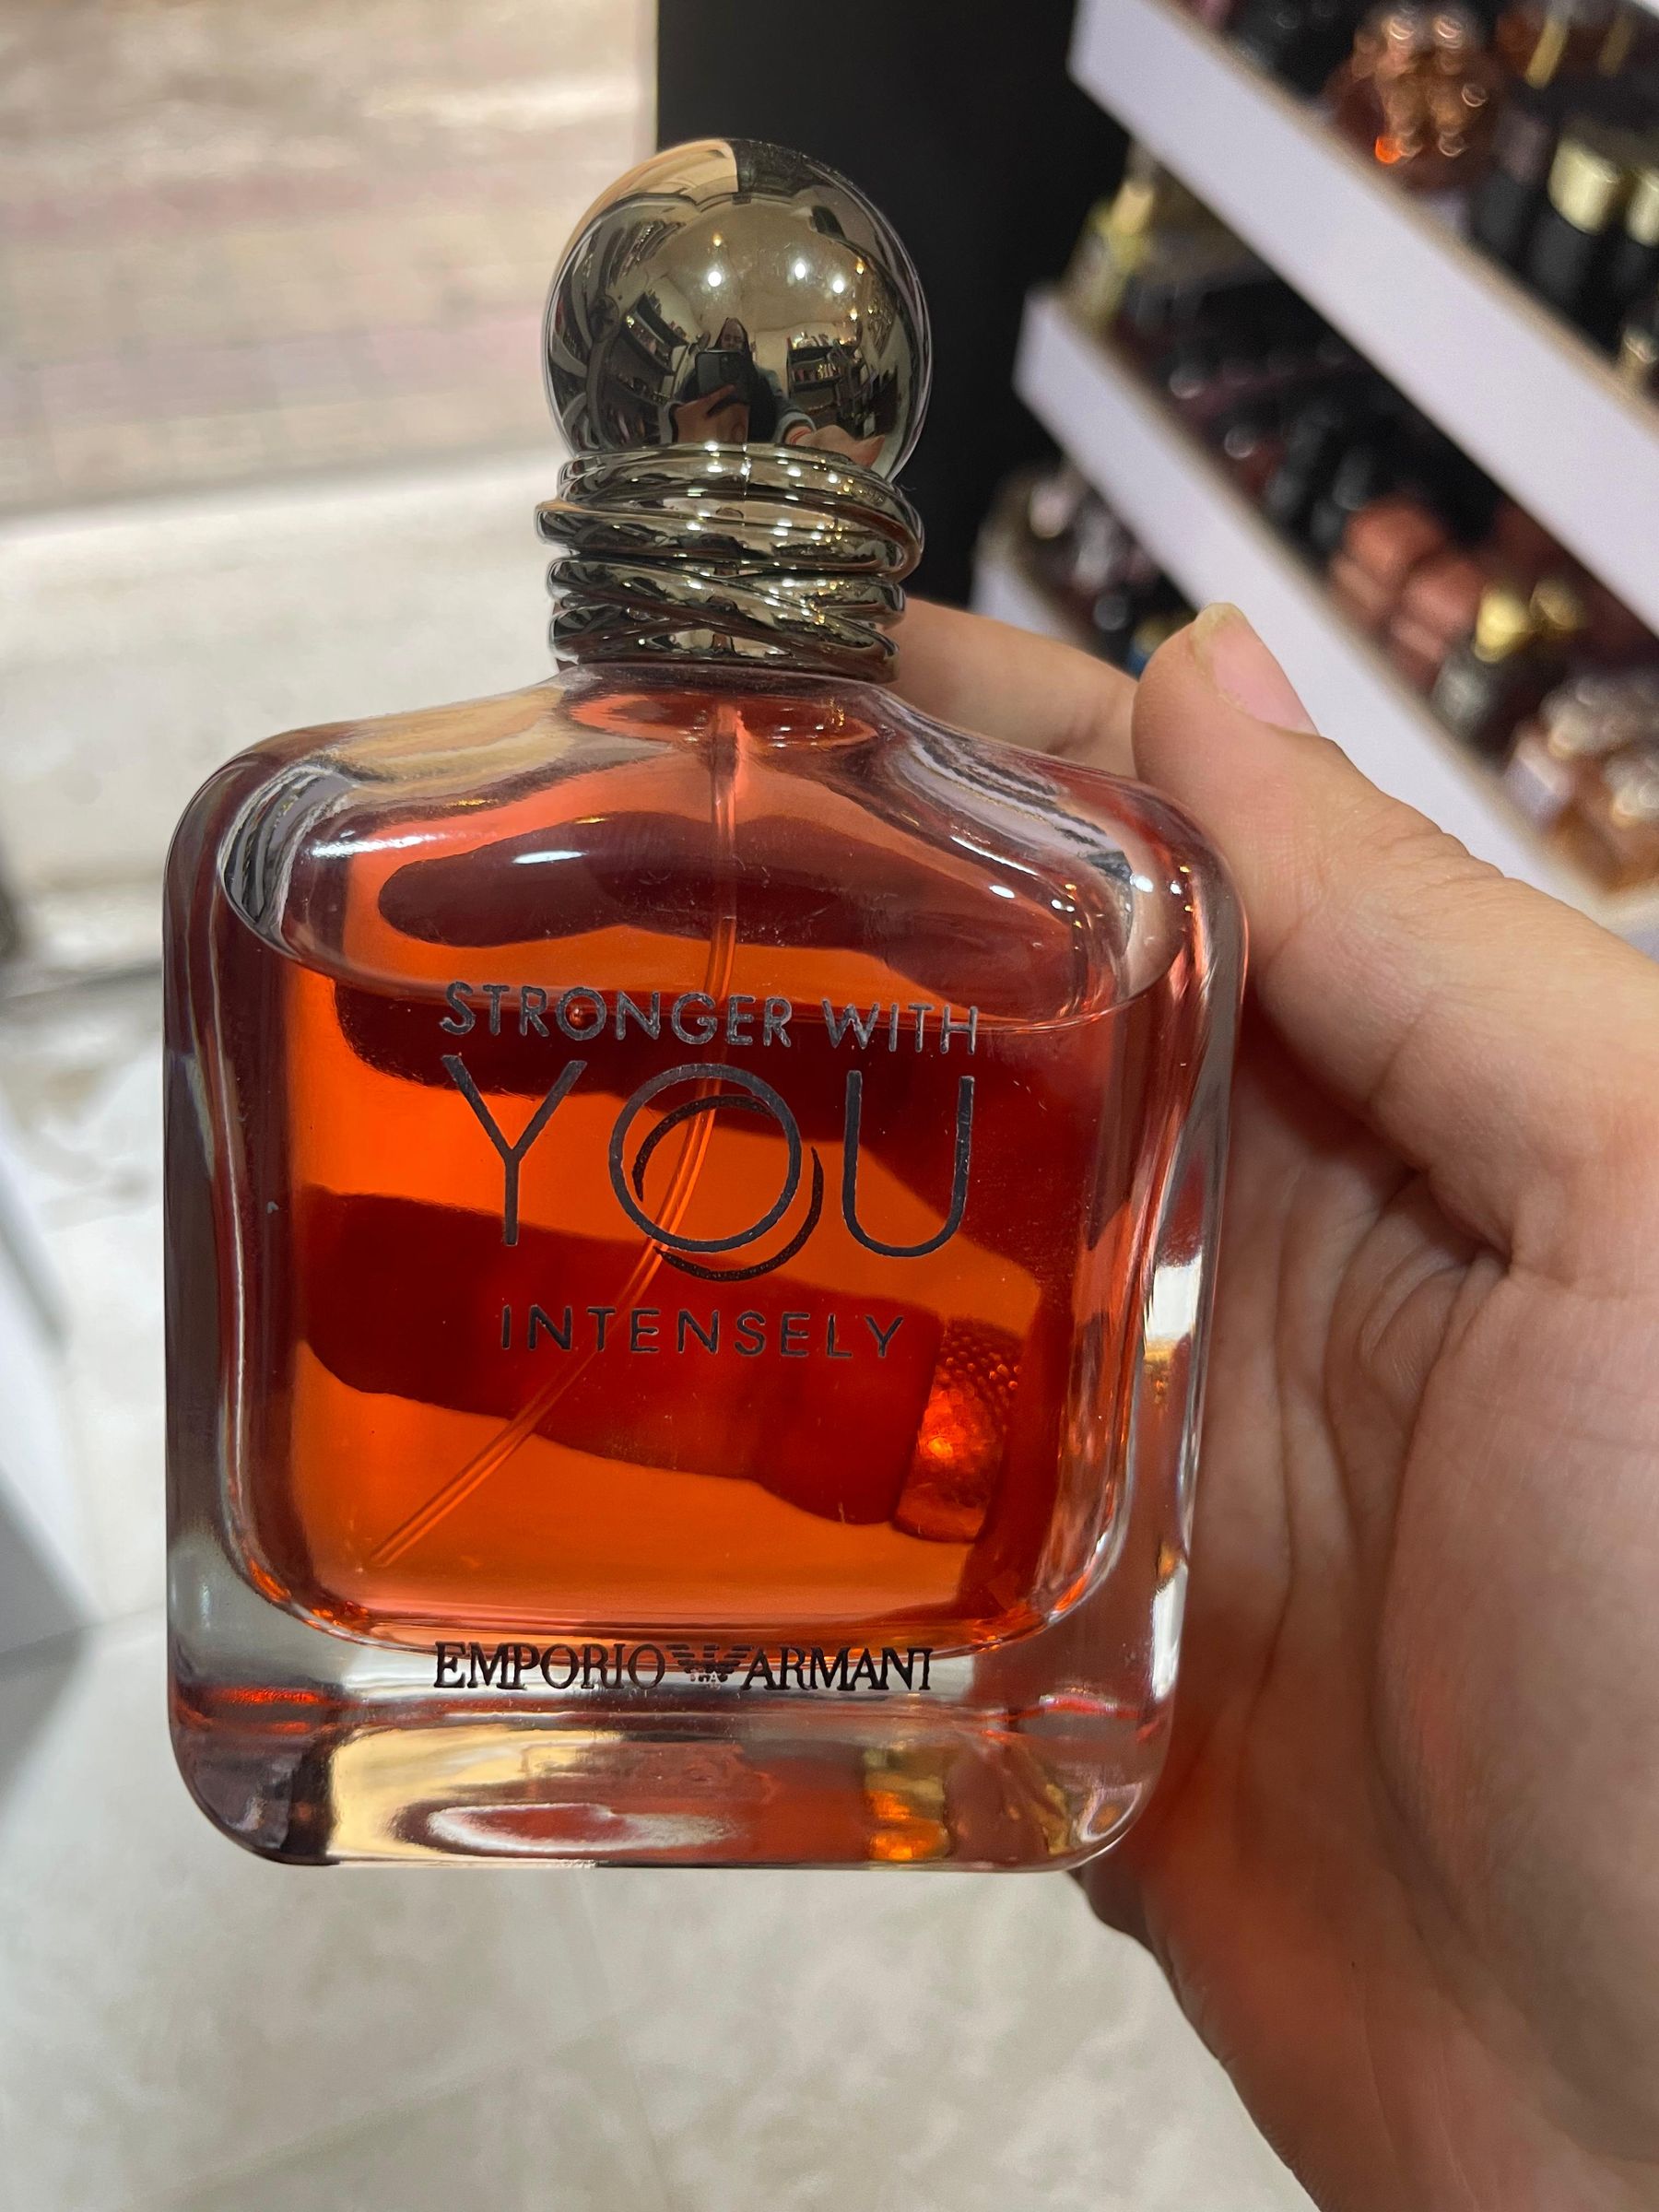 STRONGER WITH
YOU
INTENSELY
EMPORIO ARMANI